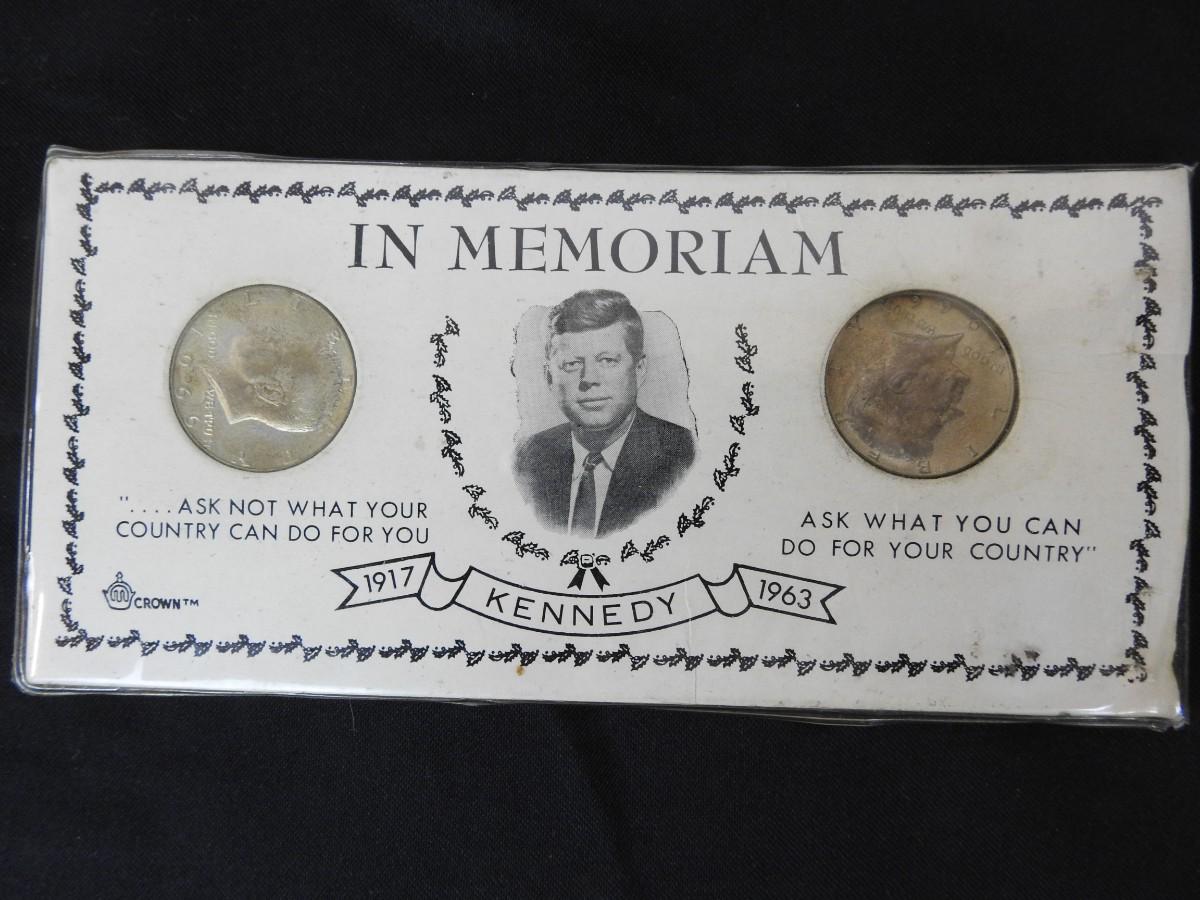 IN MEMORIAM
"....ASK NOT WHAT YOUR
COUNTRY CAN DO FOR YOU
ASK WHAT YOU CAN
DO FOR YOUR COUNTRY"
1917
KENNEDY
1963
CROWN™